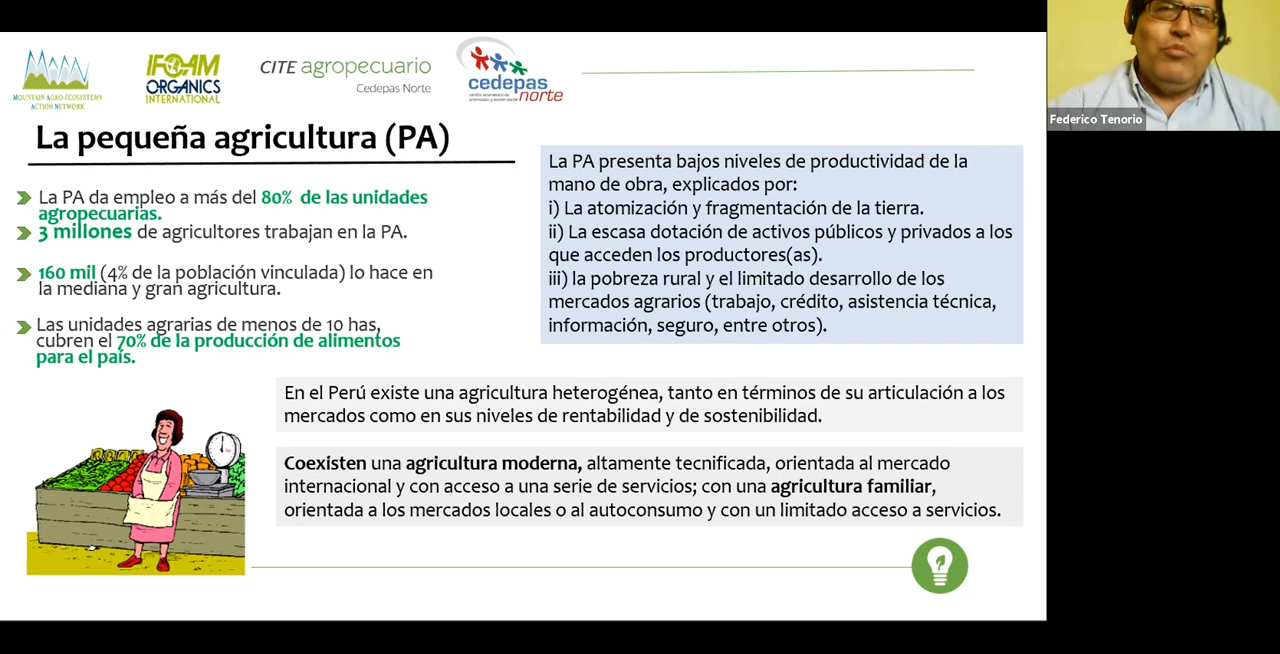 MOUNTAIN AGRO-ECOSYSTEMS
ACTION NETWORK
IFOAM
ORGANICS
INTERNATIONAL
CITE agropecuario
Cedepas Norte
cedepas
norte
La pequeña agricultura (PA)
La PA da empleo a más del 80% de las unidades
agropecuarias.
3 millones de agricultores trabajan en la PA.
160 mil (4% de la población vinculada) lo hace en
la mediana y gran agricultura.
Las unidades agrarias de menos de 10 has,
cubren el 70% de la producción de alimentos
para el país.
La PA presenta bajos niveles de productividad de la
mano de obra, explicados por:
i) La atomización y fragmentación de la tierra.
ii) La escasa dotación de activos públicos y privados a los
que acceden los productores(as).
iii) la pobreza rural y el limitado desarrollo de los
mercados agrarios (trabajo, crédito, asistencia técnica,
información, seguro, entre otros).
En el Perú existe una agricultura heterogénea, tanto en términos de su articulación a los
mercados como en sus niveles de rentabilidad y de sostenibilidad.
Coexisten una agricultura moderna, altamente tecnificada, orientada al mercado
internacional y con acceso a una serie de servicios; con una agricultura familiar,
orientada a los mercados locales o al autoconsumo y con un limitado acceso a servicios.
Federico Tenorio